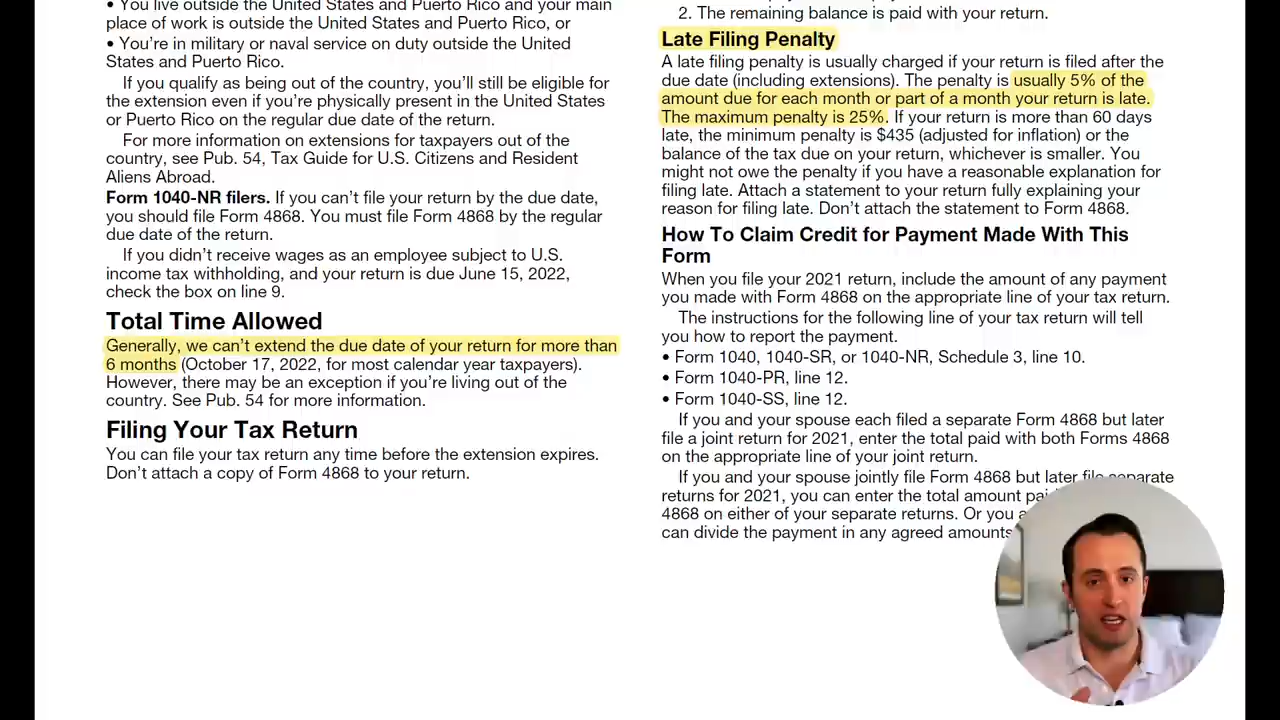 • You live outside the United States and Puerto Rico and your main
place of work is outside the United States and Puerto Rico, or
• You're in military or naval service on duty outside the United
States and Puerto Rico.
If you qualify as being out of the country, you'll still be eligible for
the extension even if you're physically present in the United States
or Puerto Rico on the regular due date of the return.
For more information on extensions for taxpayers out of the
country, see Pub. 54, Tax Guide for U.S. Citizens and Resident
Aliens Abroad.
Form 1040-NR filers. If you can't file your return by the due date,
you should file Form 4868. You must file Form 4868 by the regular
due date of the return.
If you didn't receive wages as an employee subject to U.S.
income tax withholding, and your return is due June 15, 2022,
check the box on line 9.
Total Time Allowed
Generally, we can't extend the due date of your return for more than
6 months (October 17, 2022, for most calendar year taxpayers).
However, there may be an exception if you're living out of the
country. See Pub. 54 for more information.
Filing Your Tax Return
You can file your tax return any time before the extension expires.
Don't attach a copy of Form 4868 to your return.
2. The remaining balance is paid with your return.
Late Filing Penalty
A late filing penalty is usually charged if your return is filed after the
due date (including extensions). The penalty is usually 5% of the
amount due for each month or part of a month your return is late.
The maximum penalty is 25%. If your return is more than 60 days
late, the minimum penalty is $435 (adjusted for inflation) or the
balance of the tax due on your return, whichever is smaller. You
might not owe the penalty if you have a reasonable explanation for
filing late. Attach a statement to your return fully explaining your
reason for filing late. Don't attach the statement to Form 4868.
How To Claim Credit for Payment Made With This
Form
When you file your 2021 return, include the amount of any payment
you made with Form 4868 on the appropriate line of your tax return.
The instructions for the following line of your tax return will tell
you how to report the payment.
• Form 1040, 1040-SR, or 1040-NR, Schedule 3, line 10.
• Form 1040-PR, line 12.
• Form 1040-SS, line 12.
If you and your spouse each filed a separate Form 4868 but later
file a joint return for 2021, enter the total paid with both Forms 4868
on the appropriate line of your joint return.
If you and your spouse jointly file Form 4868 but later file separate
returns for 2021, you can enter the total amount
4868 on either of your separate returns. Or you
can divide the payment in any agreed amounts